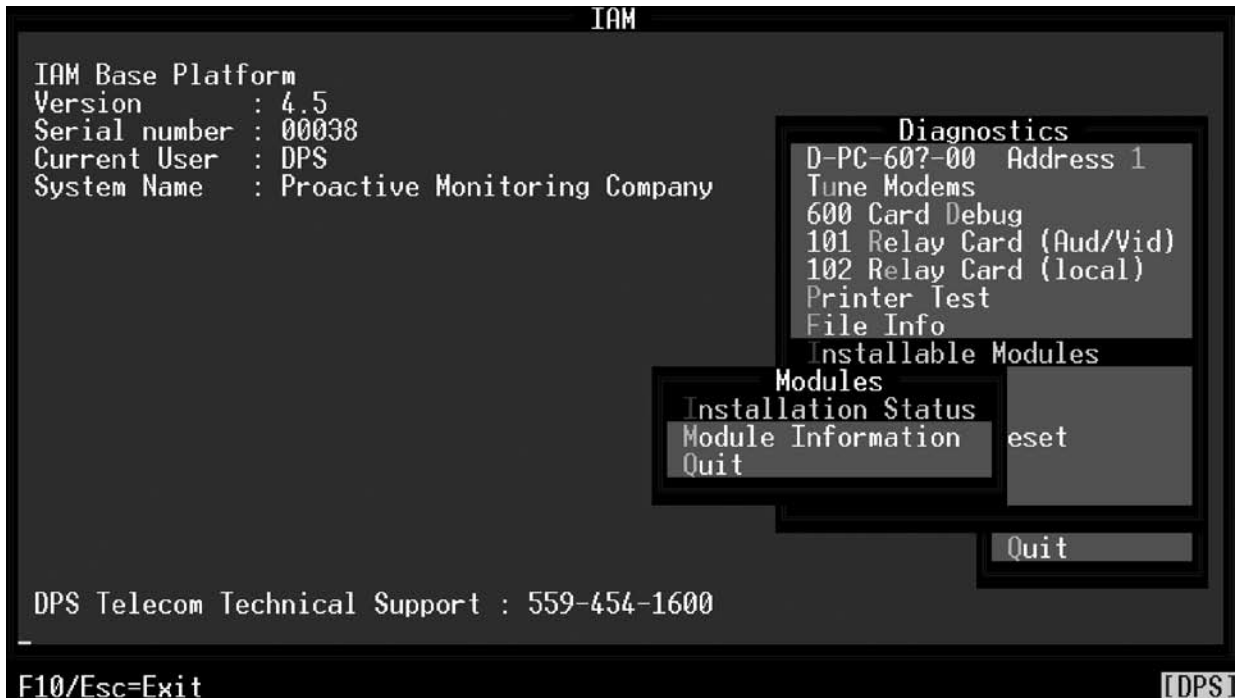 IAM
IAM Base Platform
Version : 4.5
Serial number : 00038
Current User : DPS
System Name : Proactive Monitoring Company
Diagnostics
D-PC-60?-00 Address 1
Tune Modems
600 Card Debug
101 Relay Card (Aud/Vid)
102 Relay Card (local)
Printer Test
File Info
Installable Modules
Modules
Installation Status
Module Information
Quit
eset
Quit
DPS Telecom Technical Support : 559-454-1600
F10/Esc=Exit
[DPS]